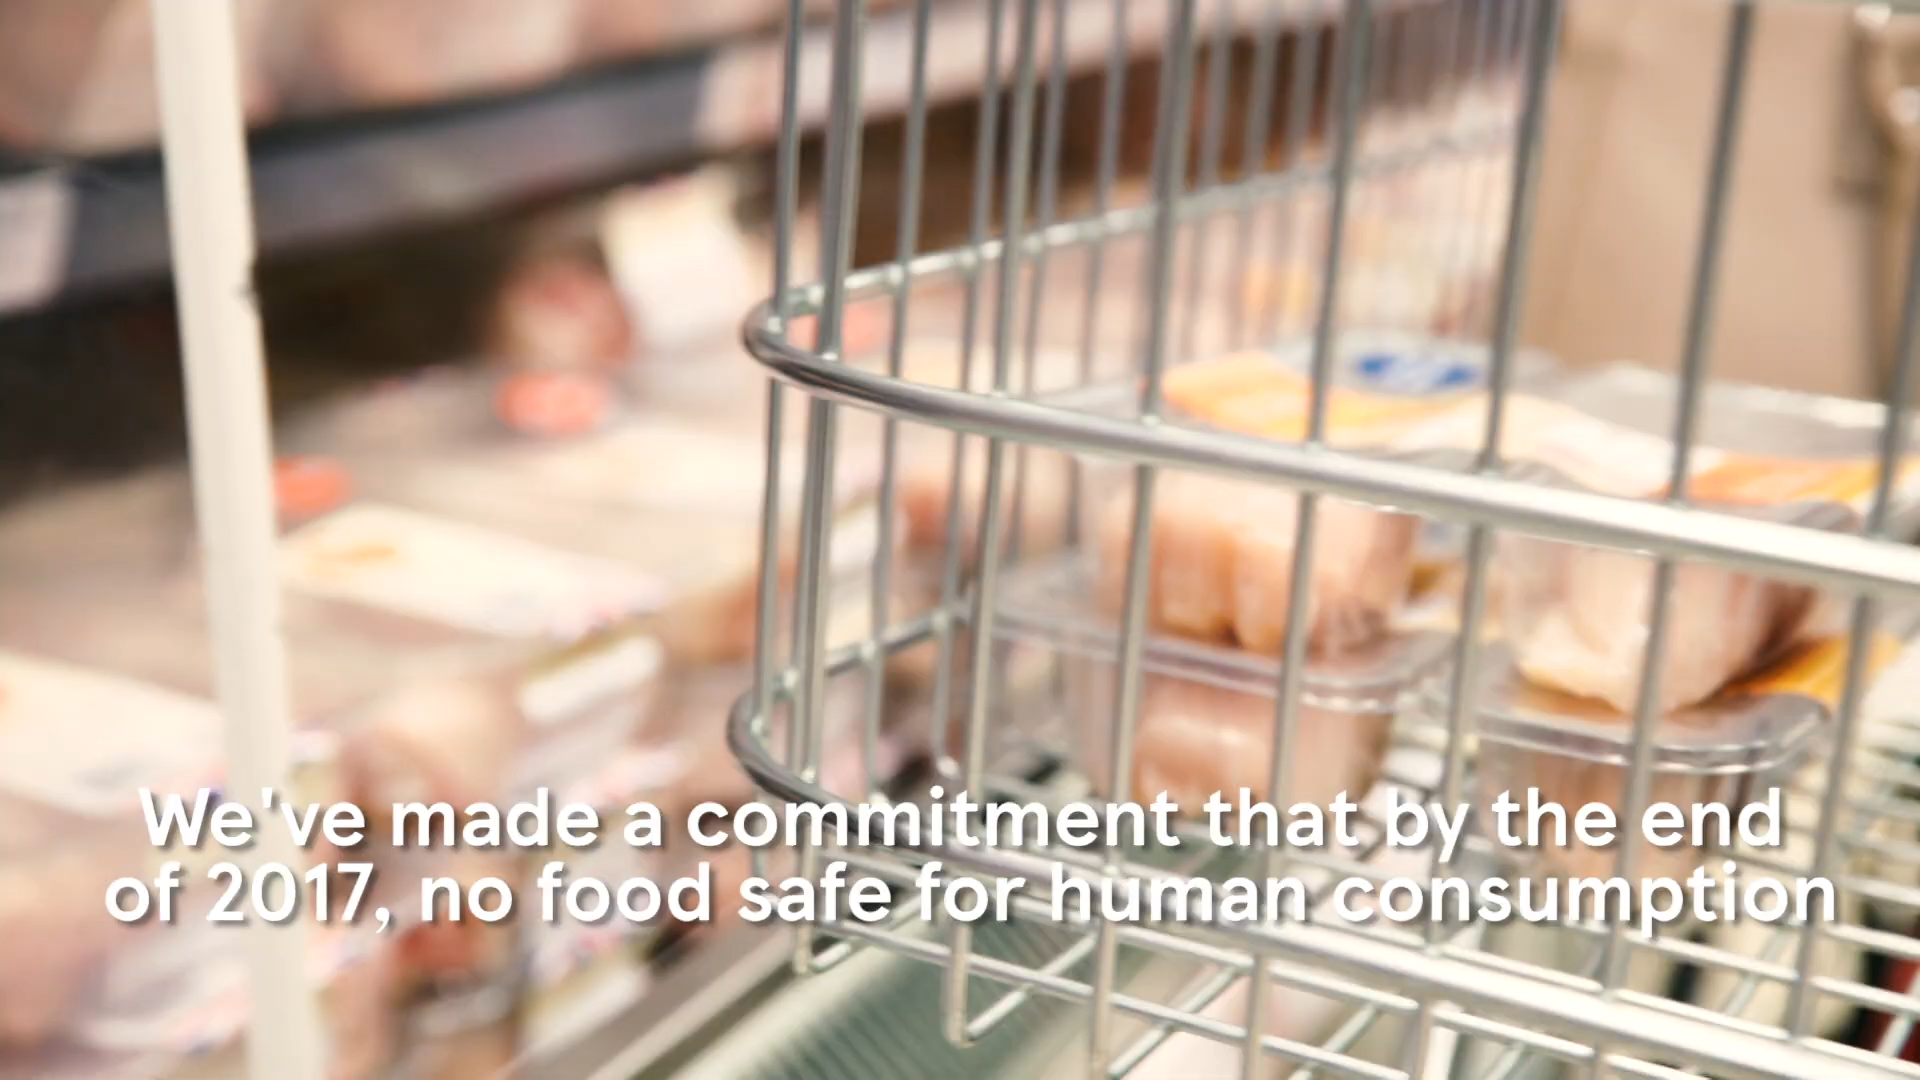 We've made a commitment that by the end
of 2017, no food safe for human consumption